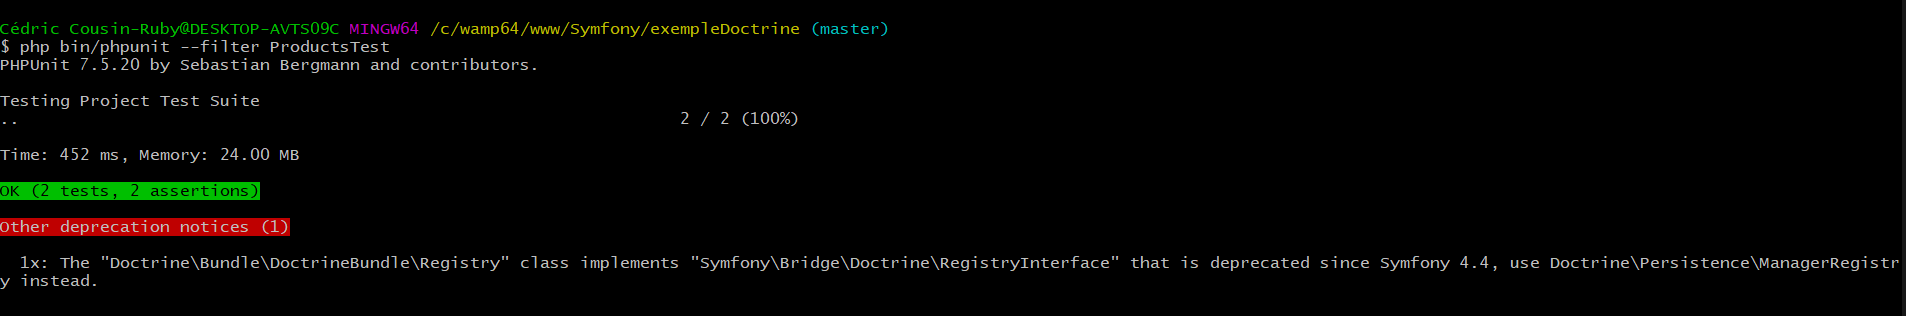 Cédric Cousin-Ruby@DESKTOP-AVTS09C MINGW64 /c/wamp64/www/Symfony/exempleDoctrine (master)
$ php bin/phpunit --filter ProductsTest
PHPUnit 7.5.20 by Sebastian Bergmann and contributors.
Testing Project Test Suite
.. 2 / 2 (100%)
Time: 452 ms, Memory: 24.00 MB
OK (2 tests, 2 assertions)
Other deprecation notices (1)
1x: The "Doctrine\Bundle\DoctrineBundle\Registry" class implements "Symfony\Bridge\Doctrine\RegistryInterface" that is deprecated since Symfony 4.4, use Doctrine\Persistence\ManagerRegistr
y instead.